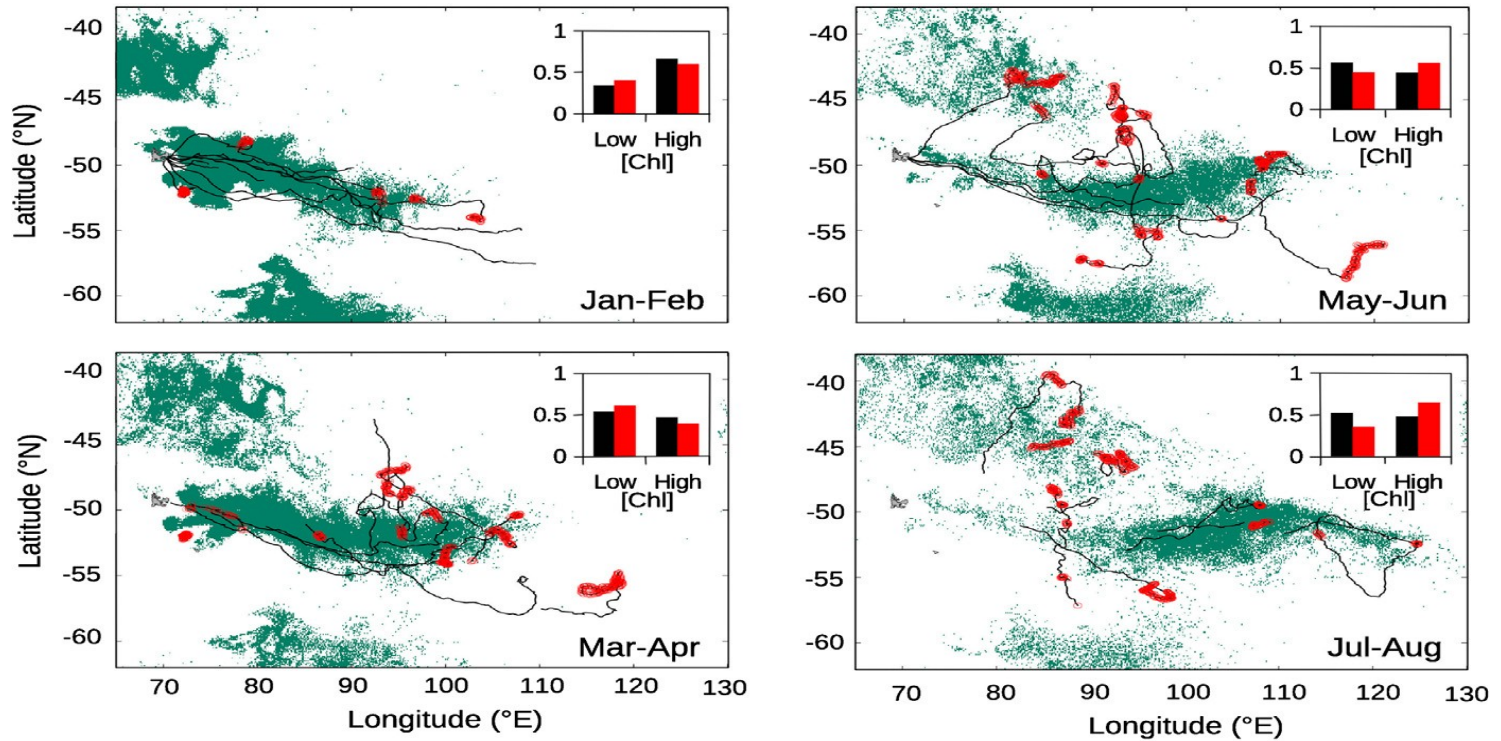 -40
-45
-50
-55
-60
Latitude (°N)
1
0.5
0
Low High
[Chl]
Jan-Feb
-40
-45
-50
-55
-60
1
0.5
0
Low High
[Chl]
May-Jun
-40
-45
-50
-55
-60
Latitude (°N)
1
0.5
0
Low High
[Chl]
Mar-Apr
70 80 90 100 110 120 130
Longitude (°E)
-40
-45
-50
-55
-60
1
0.5
0
Low High
[Chl]
Jul-Aug
70 80 90 100 110 120 130
Longitude (°E)